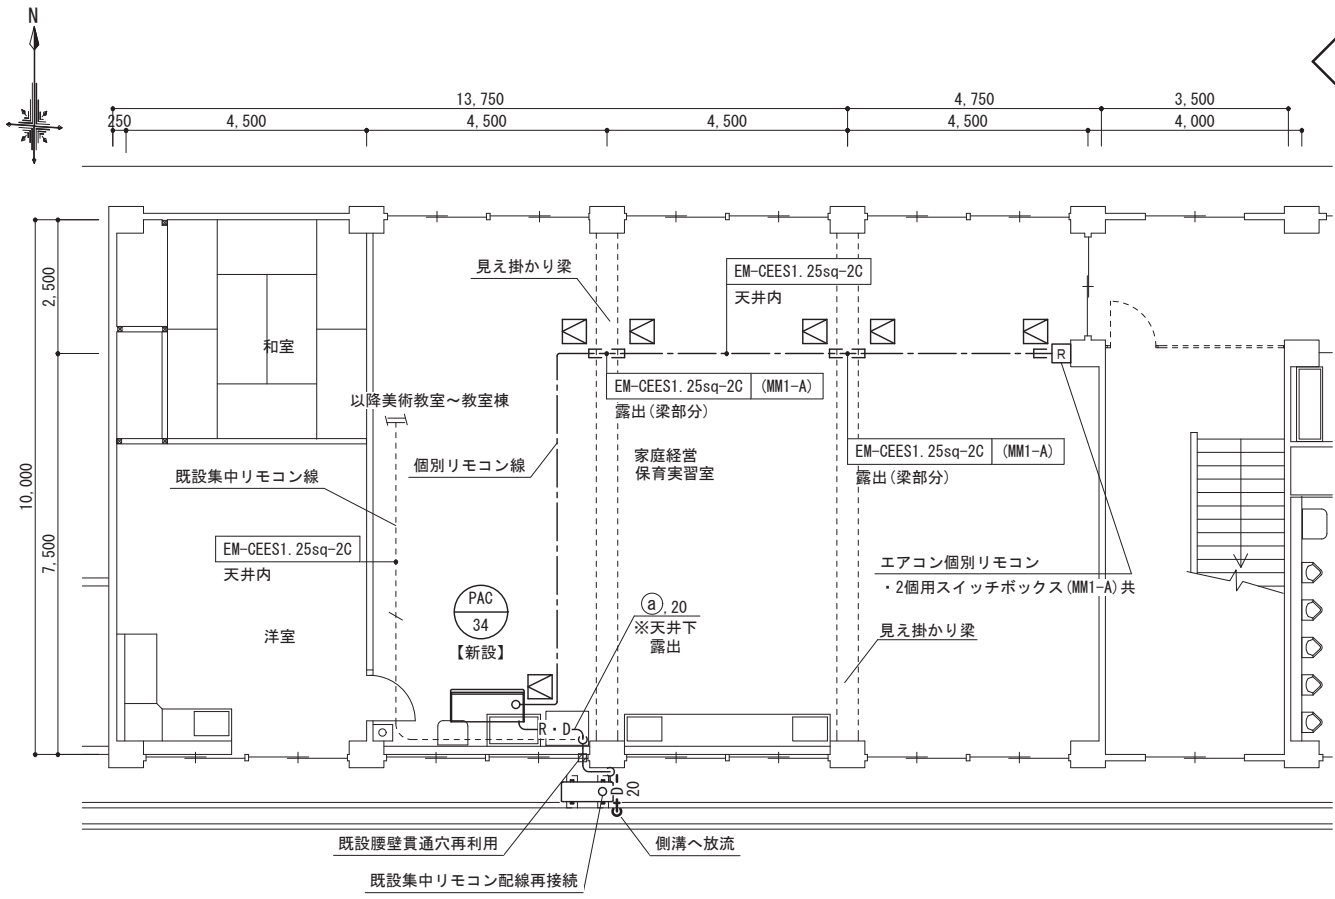 N
13,750
4,750
3,500
250
4,500
4,500
4,500
4,500
4,000
2,500
10,000
7,500
見え掛かり梁
EM-CEES1.25sq-2C
天井内
和室
R
以降美術教室～教室棟
EM-CEES1.25sq-2C (MM1-A)
露出(梁部分)
個別リモコン線
家庭経営
保育実習室
EM-CEES1.25sq-2C (MM1-A)
露出(梁部分)
既設集中リモコン線
EM-CEES1.25sq-2C
天井内
エアコン個別リモコン
・2個用スイッチボックス(MM1-A)共
PAC
34
【新設】
ⓐ,20
※天井下
露出
洋室
見え掛かり梁
R・D
D
20
既設腰壁貫通穴再利用
側溝へ放流
既設集中リモコン配線再接続